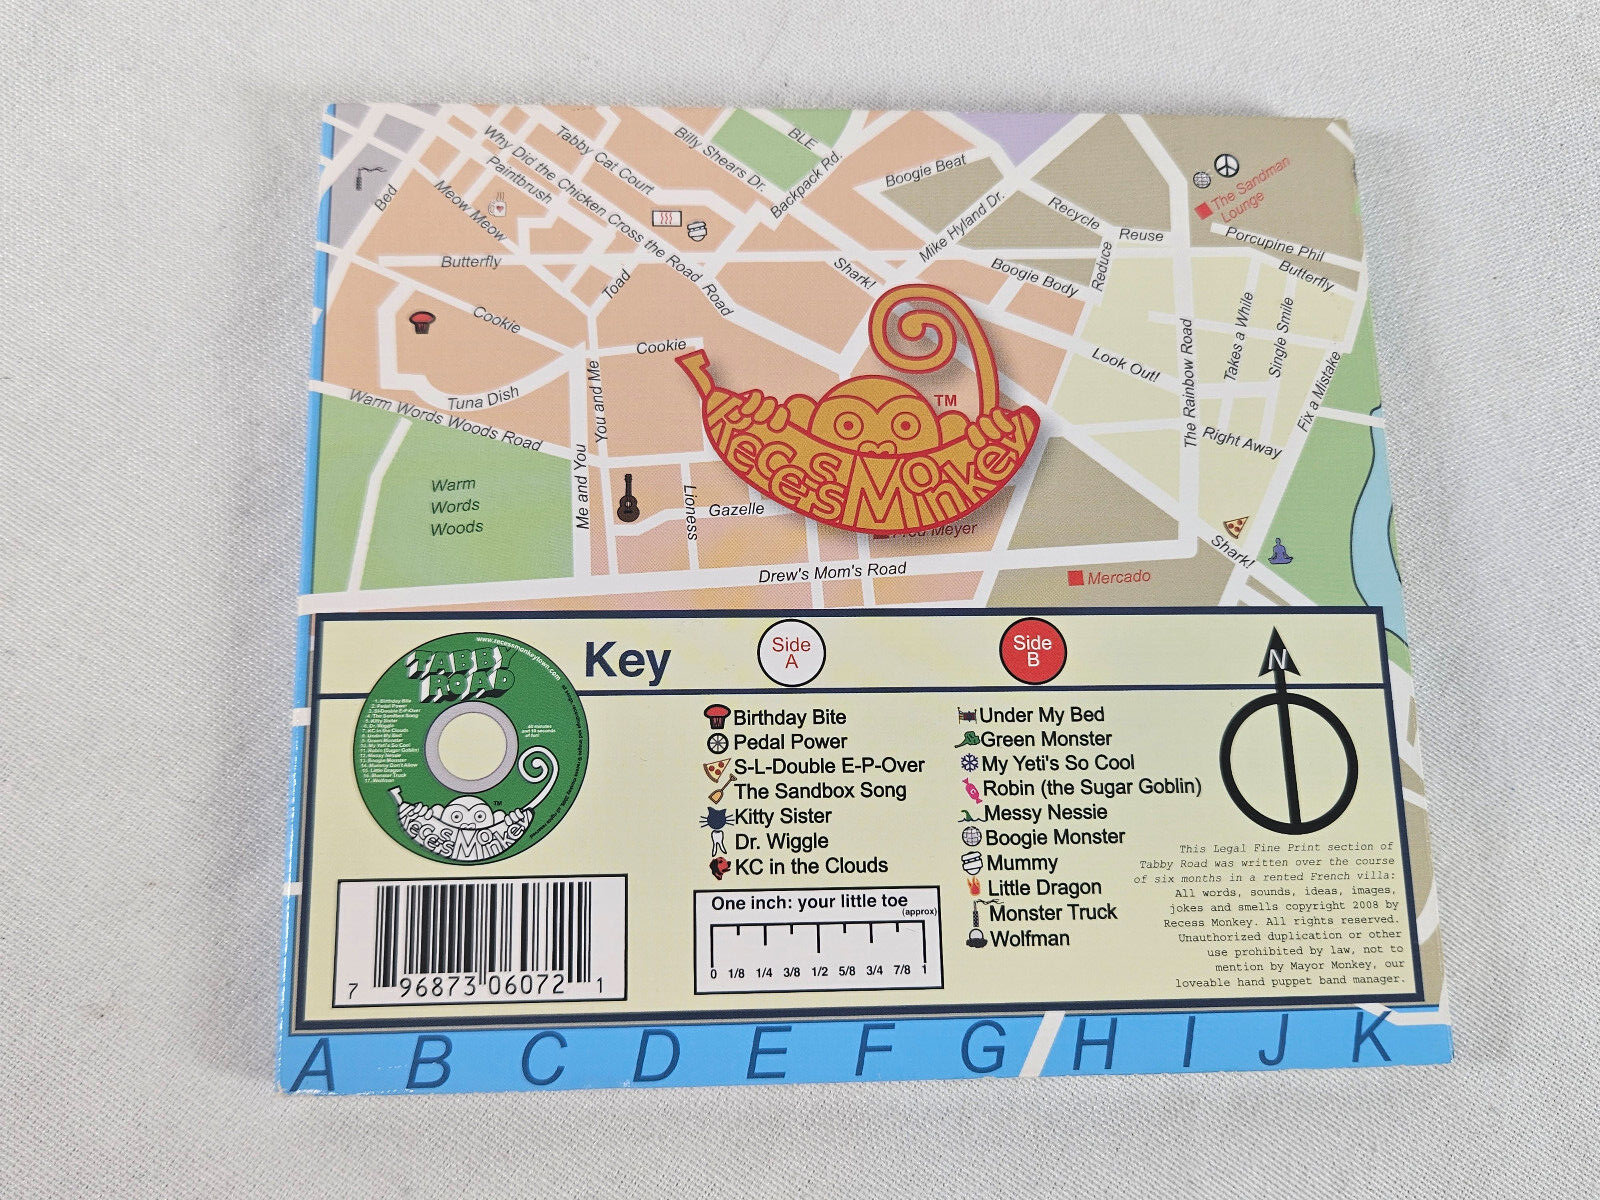 BLE
Billy Shears Dr.
Tabby Cat Court
Why Did the Chicken Cross the Road Road
Paintbrush
Backpack Rd.
Boogie Beat
The Sandman
Lounge
Bed
Meow Meow
Mike Hyland Dr.
Recycle
Reuse
Reduce
Porcupine Phil
Butterfly
Butterfly
Toad
Shark!
Boogie Body
Cookie
Cookie
Takes a While
Single Smile
The Rainbow Road
Look Out!
Fix a Mistake
Tuna Dish
Warm Words Woods Road
You and Me
Me and You
Right Away
Warm
Words
Woods
Lioness
Gazelle
TM
Recess Monkey
Fred Meyer
Shark!
Drew's Mom's Road
Mercado
Key
Side
A
Side
B
N
www.recessmonkeytown.com
TABBY
ROAD
TM
Recess Monkey
Birthday Bite
Pedal Power
S-L-Double E-P-Over
The Sandbox Song
Kitty Sister
Dr. Wiggle
KC in the Clouds
Under My Bed
Green Monster
My Yeti's So Cool
Robin (the Sugar Goblin)
Messy Nessie
Boogie Monster
Mummy
Little Dragon
Monster Truck
Wolfman
One inch: your little toe
(approx)
0 1/8 1/4 3/8 1/2 5/8 3/4 7/8 1
7 96873 06072 1
This Legal Fine Print section of
Tabby Road was written over the course
of six months in a rented French villa:
All words, sounds, ideas, images,
jokes and smells copyright 2008 by
Recess Monkey. All rights reserved.
Unauthorized duplication or other
use prohibited by law, not to
mention by Mayor Monkey, our
loveable hand puppet band manager.
A B C D E F G H I J K